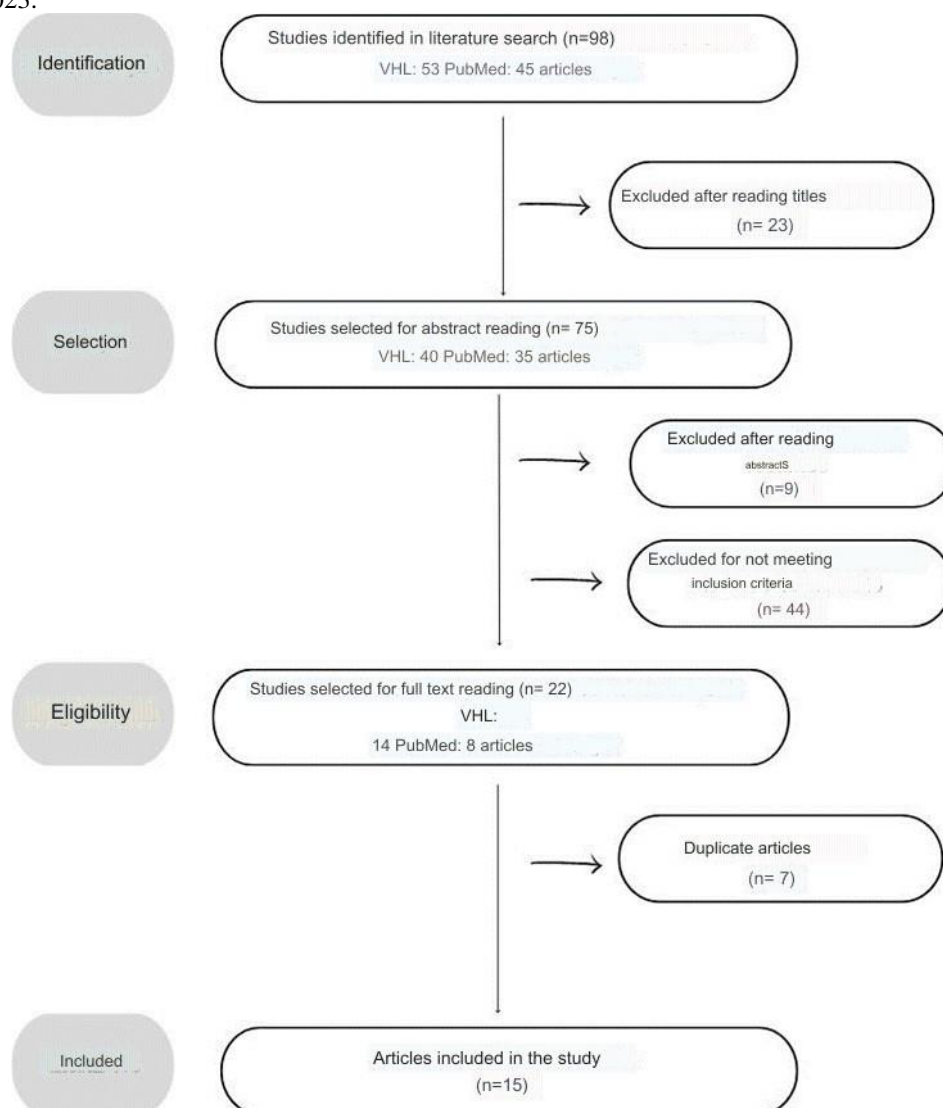 Identification
Studies identified in literature search (n=98)
VHL: 53 PubMed: 45 articles
Excluded after reading titles
(n= 23)
Selection
Studies selected for abstract reading (n= 75)
VHL: 40 PubMed: 35 articles
Excluded after reading
abstractS
(n=9)
Excluded for not meeting
inclusion criteria
(n= 44)
Eligibility
Studies selected for full text reading (n= 22)
VHL:
14 PubMed: 8 articles
Duplicate articles
(n= 7)
Included
Articles included in the study
(n=15)